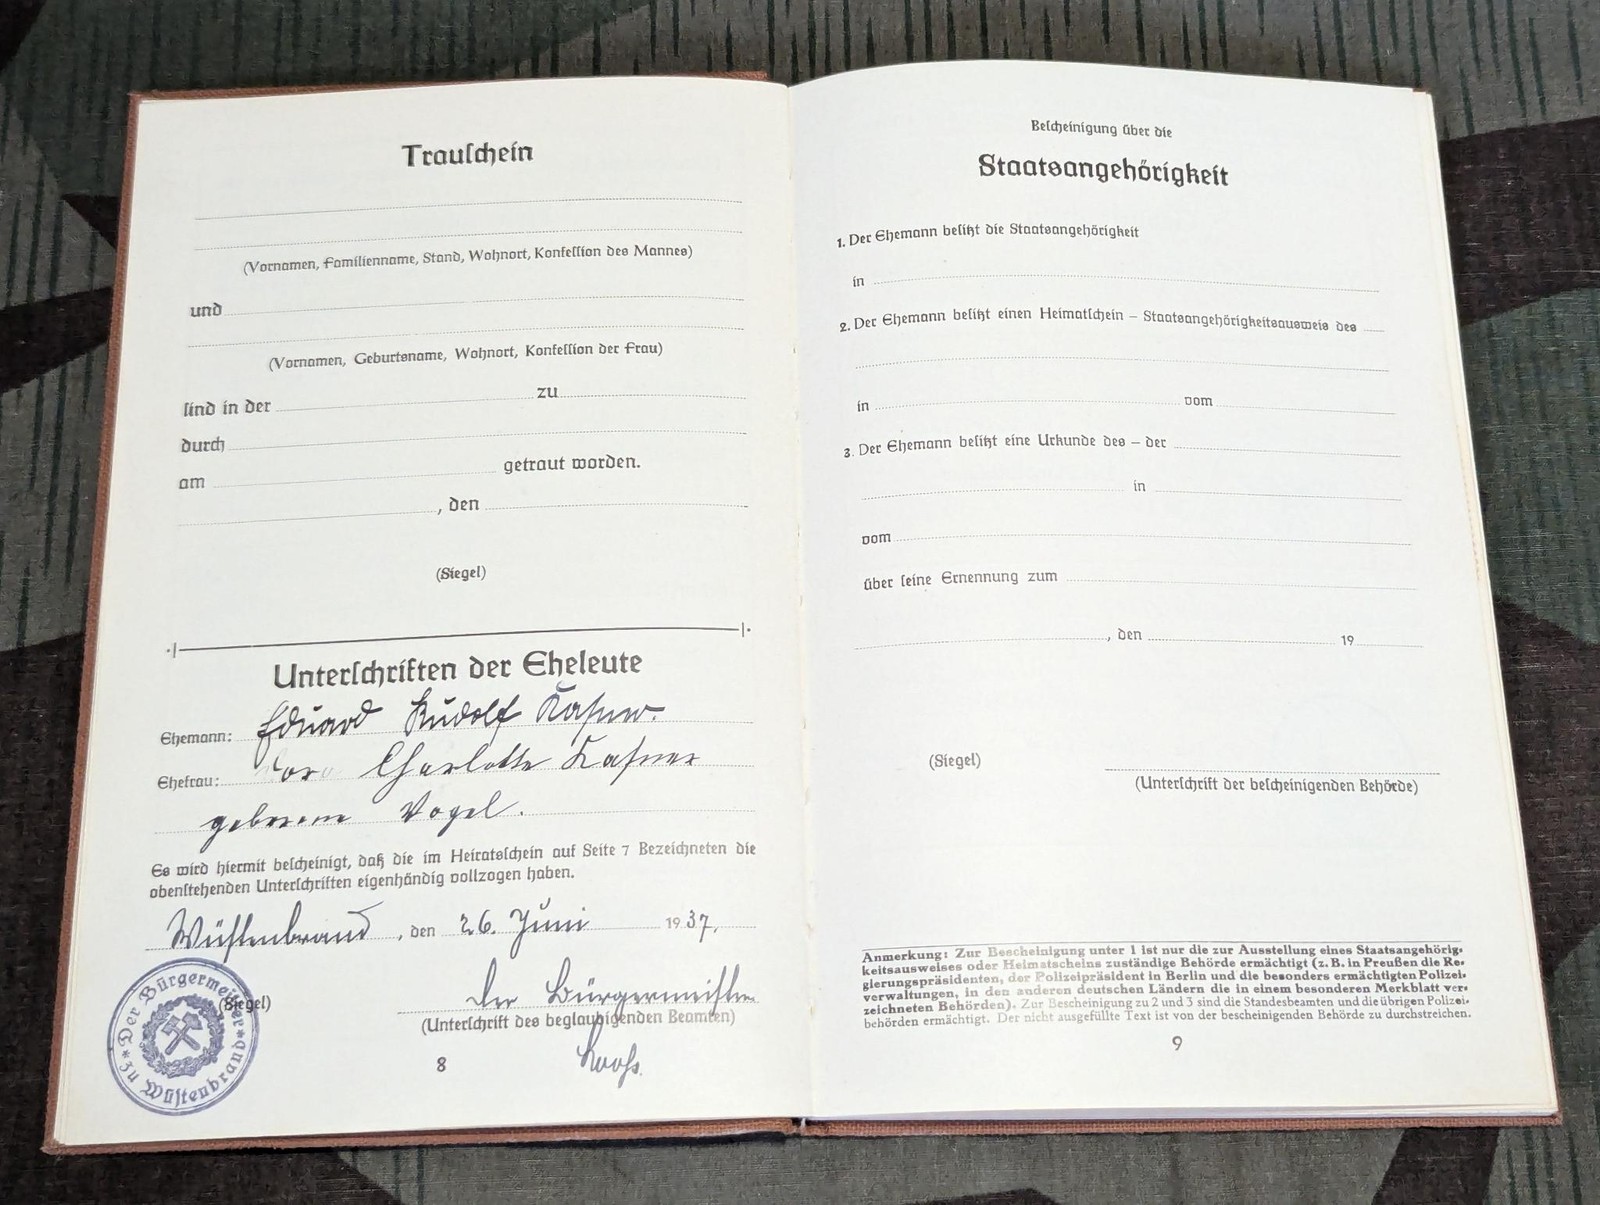 Trauschein
(Vornamen, Familienname, Stand, Wohnort, Konfession des Mannes)
und
(Vornamen, Geburtsname, Wohnort, Konfession der Frau)
sind in der zu
durch
am getraut worden.
, den
(Siegel)
Unterschriften der Eheleute
Ehemann: Eduard Rudolf
Ehefrau: Charlotte
geborene Vogel.
Es wird hiermit bescheinigt, daß die im Heiratsschein auf Seite 7 Bezeichneten die
obenstehenden Unterschriften eigenhändig vollzogen haben.
Wüstenbrand, den 26. Juni 1937.
(Siegel)
Der Bürgermeister
(Unterschrift des beglaubigenden Beamten)
Der Bürgermeister
zu Wüstenbrand
8
Bescheinigung über die
Staatsangehörigkeit
1. Der Ehemann besitzt die Staatsangehörigkeit
in
2. Der Ehemann besitzt einen Heimatschein – Staatsangehörigkeitsausweis des
in vom
3. Der Ehemann besitzt eine Urkunde des – der
in
vom
über seine Ernennung zum
, den 19
(Siegel)
(Unterschrift der bescheinigenden Behörde)
Anmerkung: Zur Bescheinigung unter 1 ist nur die zur Ausstellung eines Staatsangehörig-
keitsausweises oder Heimatscheins zuständige Behörde ermächtigt (z. B. in Preußen die Re-
gierungspräsidenten, der Polizeipräsident in Berlin und die besonders ermächtigten Polizei-
verwaltungen, in den anderen deutschen Ländern die in einem besonderen Merkblatt ver-
zeichneten Behörden). Zur Bescheinigung zu 2 und 3 sind die Standesbeamten und die übrigen Polizei-
behörden ermächtigt. Der nicht ausgefüllte Text ist von der bescheinigenden Behörde zu durchstreichen.
9